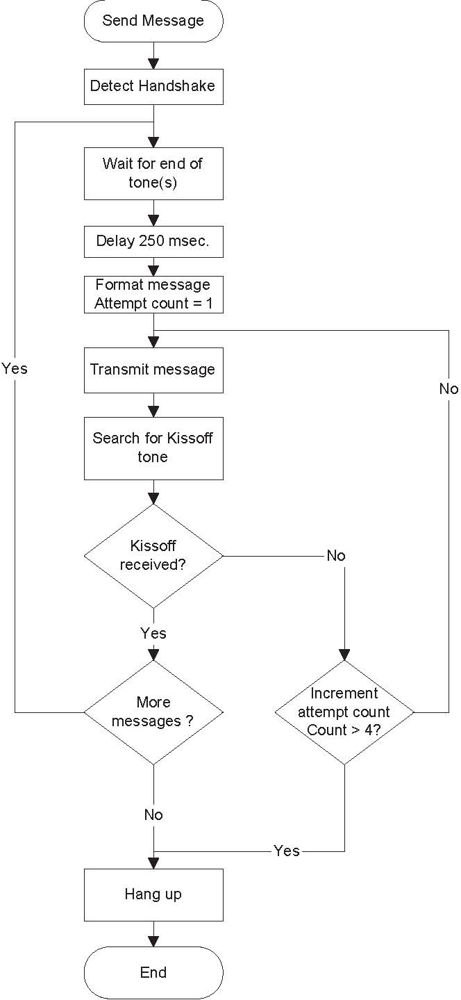 Send Message
Detect Handshake
Wait for end of
tone(s)
Delay 250 msec.
Format message
Attempt count = 1
Yes
Transmit message
No
Search for Kissoff
tone
Kissoff
received?
No
Yes
More
messages ?
Increment
attempt count
Count > 4?
No
Yes
Hang up
End